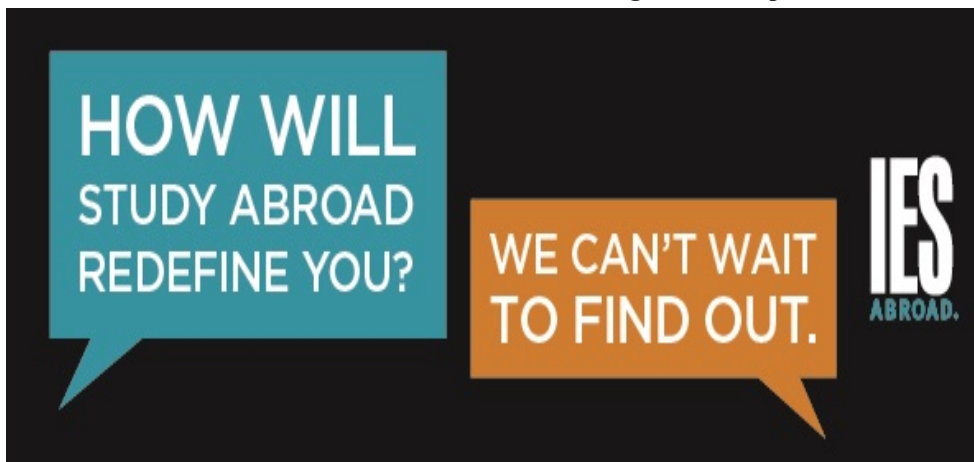 HOW WILL
STUDY ABROAD
REDEFINE YOU?
WE CAN'T WAIT
TO FIND OUT.
IES
ABROAD.